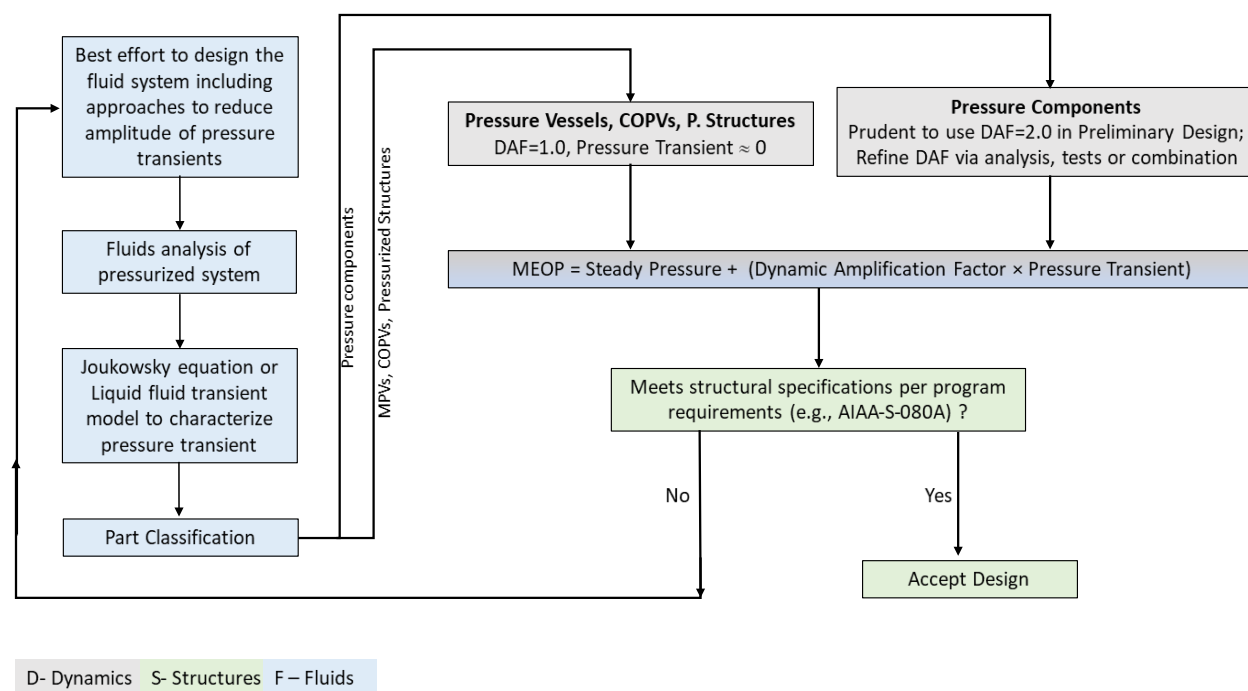 Best effort to design the
fluid system including
approaches to reduce
amplitude of pressure
transients
Fluids analysis of
pressurized system
Joukowsky equation or
Liquid fluid transient
model to characterize
pressure transient
Part Classification
Pressure components
MPVs, COPVs, Pressurized Structures
Pressure Vessels, COPVs, P. Structures
DAF=1.0, Pressure Transient ≈ 0
Pressure Components
Prudent to use DAF=2.0 in Preliminary Design;
Refine DAF via analysis, tests or combination
MEOP = Steady Pressure + (Dynamic Amplification Factor × Pressure Transient)
Meets structural specifications per program
requirements (e.g., AIAA-S-080A) ?
No
Yes
Accept Design
D- Dynamics S- Structures F – Fluids